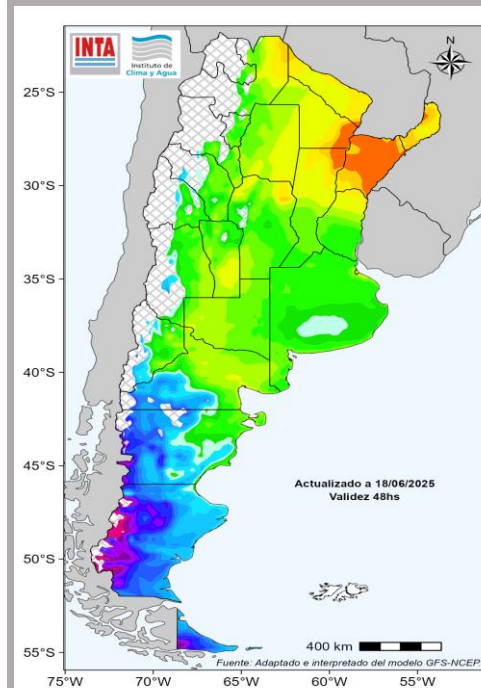 INTA
Instituto de
Clima y Agua
N
25°S
30°S
35°S
40°S
45°S
50°S
55°S
Actualizado a 18/06/2025
Validez 48hs
400 km
Fuente: Adaptado e interpretado del modelo GFS-NCEP.
75°W
70°W
65°W
60°W
55°W